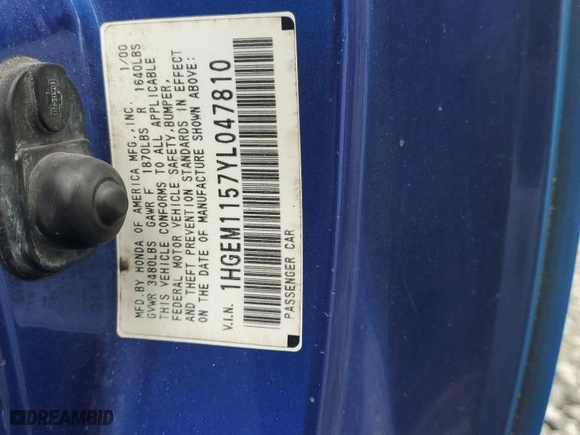 MFD BY HONDA OF AMERICA MFG.,INC. 1/00
GVWR 3480LBS GAWR F 1870LBS R 1640LBS
THIS VEHICLE CONFORMS TO ALL APPLICABLE
FEDERAL MOTOR VEHICLE SAFETY,BUMPER,
AND THEFT PREVENTION STANDARDS IN EFFECT
ON THE DATE OF MANUFACTURE SHOWN ABOVE:
V.I.N. 1HGEM1157YL047810
PASSENGER CAR
DREAMBID